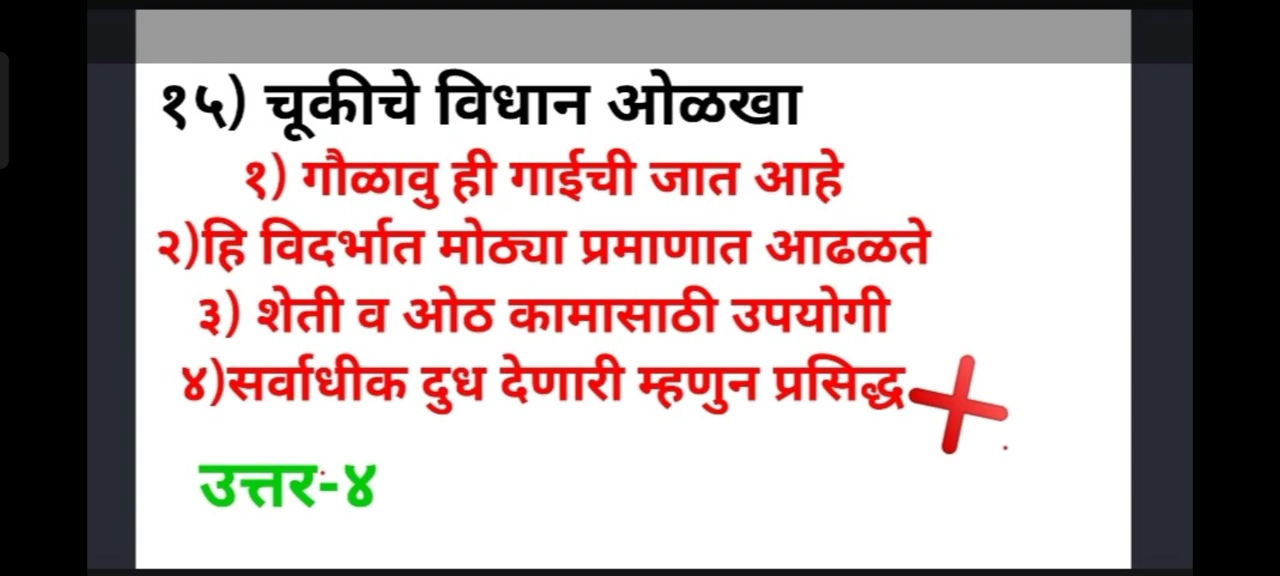 १५) चूकीचे विधान ओळखा
१) गौळावु ही गाईची जात आहे
२)हि विदर्भात मोठ्या प्रमाणात आढळते
३) शेती व ओठ कामासाठी उपयोगी
४)सर्वाधीक दुध देणारी म्हणुन प्रसिद्ध
उत्तर-४